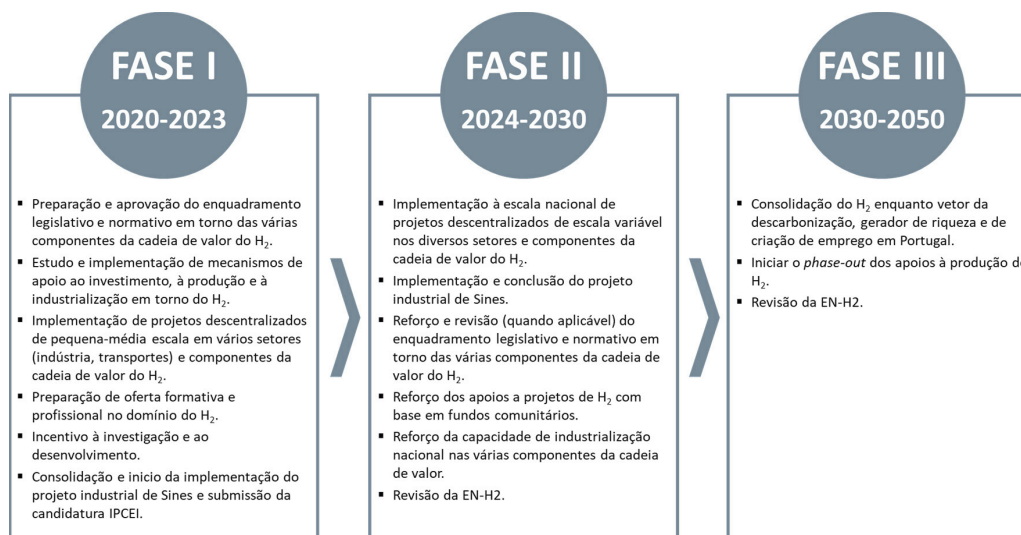 FASE I
2020-2023
▪ Preparação e aprovação do enquadramento
legislativo e normativo em torno das várias
componentes da cadeia de valor do H₂.
▪ Estudo e implementação de mecanismos de
apoio ao investimento, à produção e à
industrialização em torno do H₂.
▪ Implementação de projetos descentralizados
de pequena-média escala em vários setores
(indústria, transportes) e componentes da
cadeia de valor do H₂.
▪ Preparação de oferta formativa e
profissional no domínio do H₂.
▪ Incentivo à investigação e ao
desenvolvimento.
▪ Consolidação e inicio da implementação do
projeto industrial de Sines e submissão da
candidatura IPCEI.
FASE II
2024-2030
▪ Implementação à escala nacional de
projetos descentralizados de escala variável
nos diversos setores e componentes da
cadeia de valor do H₂.
▪ Implementação e conclusão do projeto
industrial de Sines.
▪ Reforço e revisão (quando aplicável) do
enquadramento legislativo e normativo em
torno das várias componentes da cadeia de
valor do H₂.
▪ Reforço dos apoios a projetos de H₂ com
base em fundos comunitários.
▪ Reforço da capacidade de industrialização
nacional nas várias componentes da cadeia
de valor.
▪ Revisão da EN-H2.
FASE III
2030-2050
▪ Consolidação do H₂ enquanto vetor da
descarbonização, gerador de riqueza e de
criação de emprego em Portugal.
▪ Iniciar o phase-out dos apoios à produção d
H₂.
▪ Revisão da EN-H2.